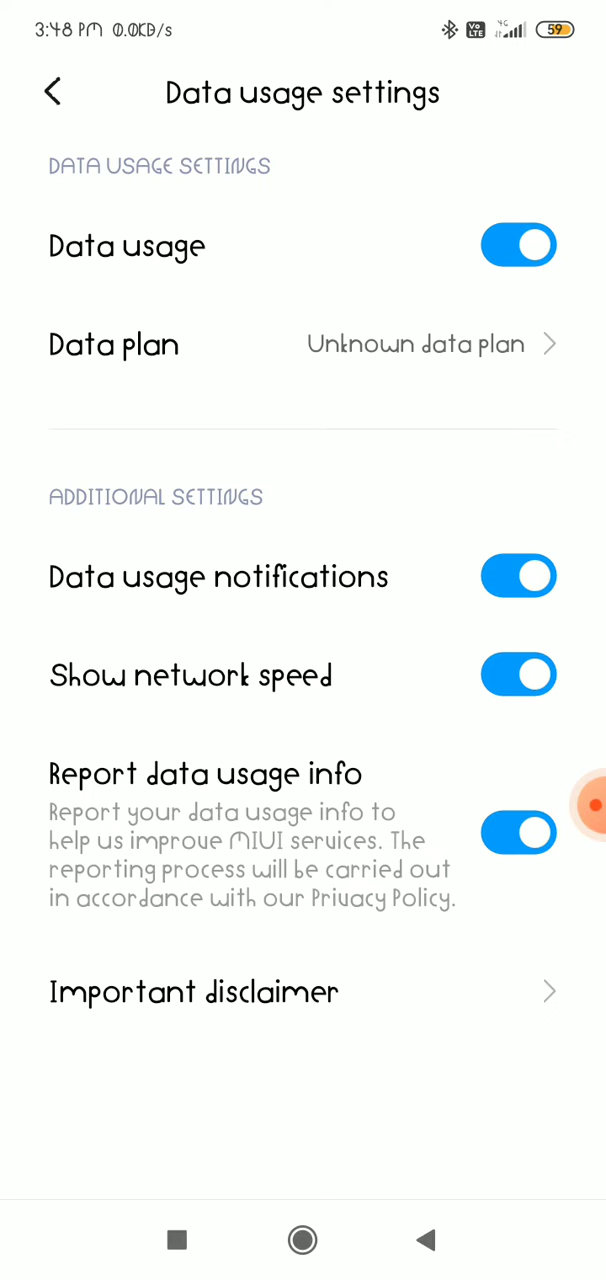 3:48 PM 0.0KB/s
Vo LTE 4G 59
Data usage settings
DATA USAGE SETTINGS
Data usage
Data plan Unknown data plan
ADDITIONAL SETTINGS
Data usage notifications
Show network speed
Report data usage info
Report your data usage info to
help us improve MIUI services. The
reporting process will be carried out
in accordance with our Privacy Policy.
Important disclaimer